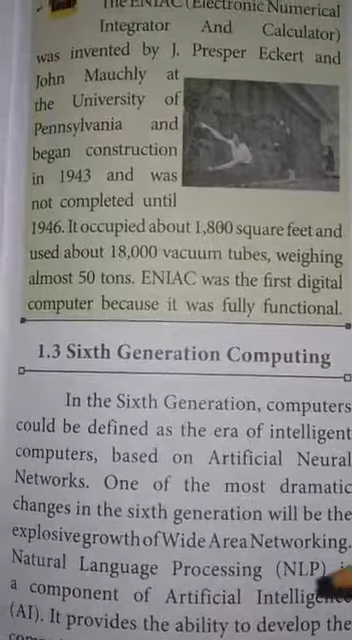 The ENIAC (Electronic Numerical
Integrator And Calculator)
was invented by J. Presper Eckert and
John Mauchly at
the University of
Pennsylvania and
began construction
in 1943 and was
not completed until
1946. It occupied about 1,800 square feet and
used about 18,000 vacuum tubes, weighing
almost 50 tons. ENIAC was the first digital
computer because it was fully functional.
1.3 Sixth Generation Computing
In the Sixth Generation, computers
could be defined as the era of intelligent
computers, based on Artificial Neural
Networks. One of the most dramatic
changes in the sixth generation will be the
explosive growth of Wide Area Networking.
Natural Language Processing (NLP) is
a component of Artificial Intelligence
(AI). It provides the ability to develop the